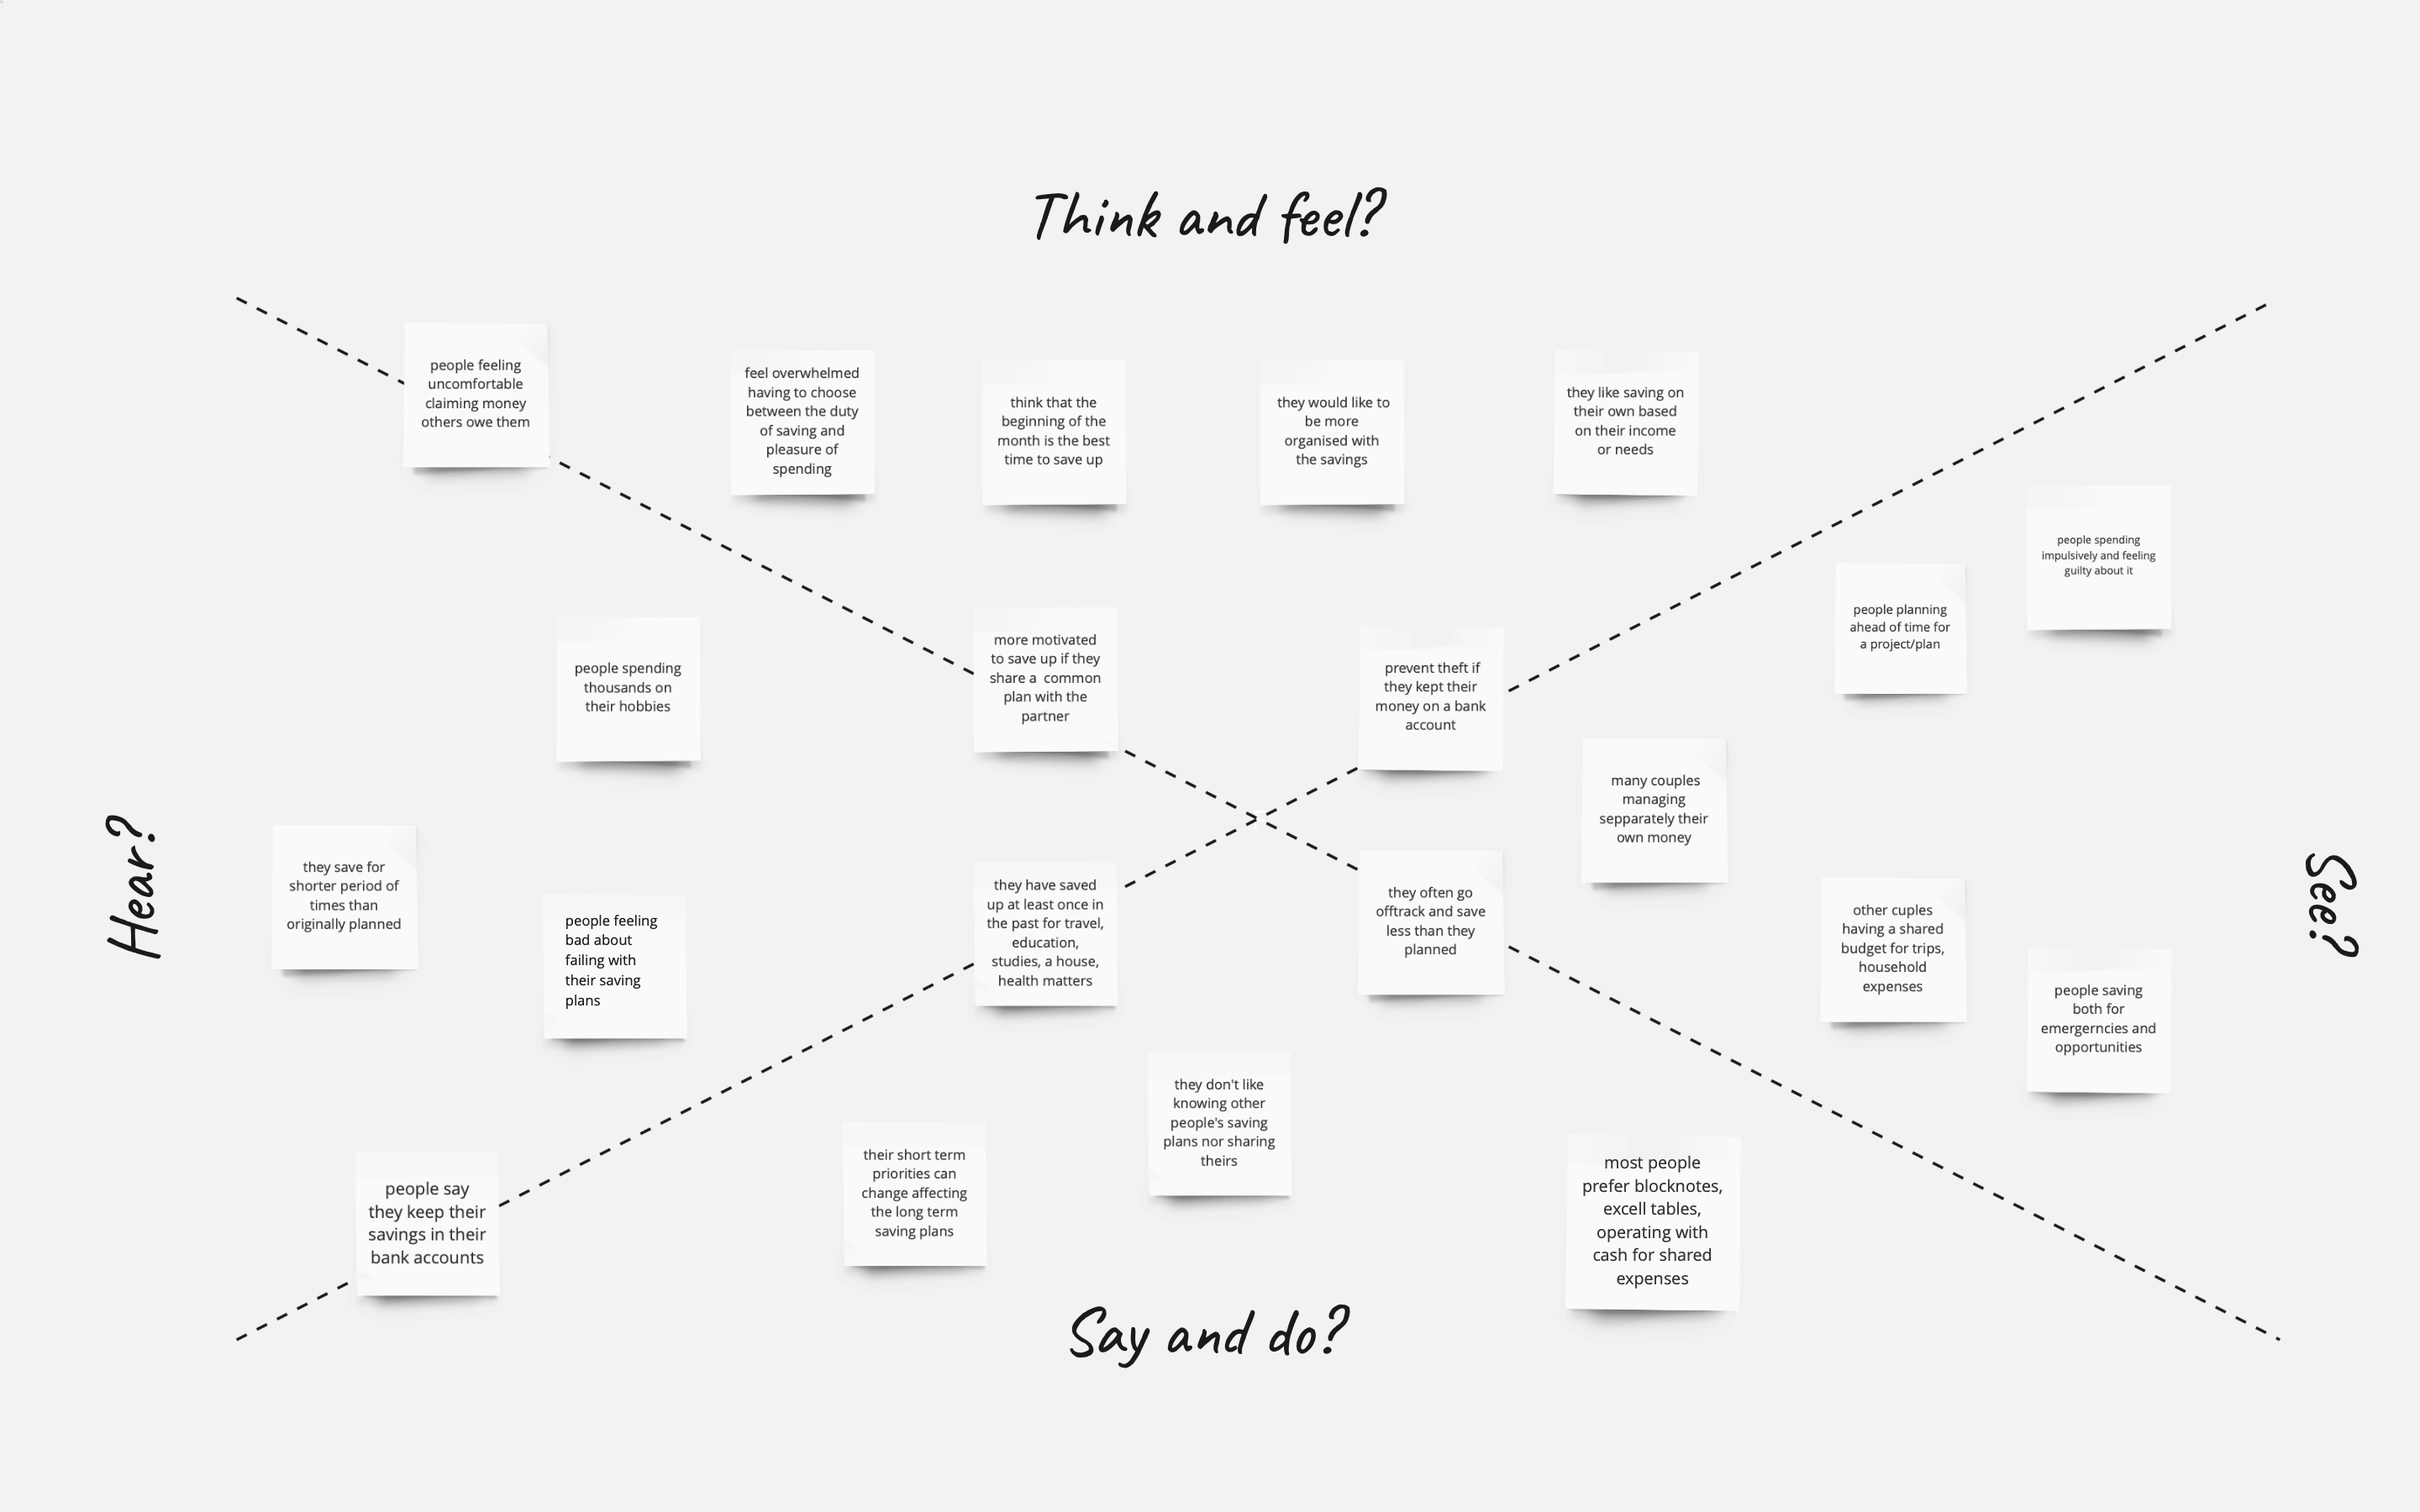 Think and feel?
people feeling
uncomfortable
claiming money
others owe them
feel overwhelmed
having to choose
between the duty
of saving and
pleasure of
spending
think that the
beginning of the
month is the best
time to save up
they would like to
be more
organised with
the savings
they like saving on
their own based
on their income
or needs
people spending
impulsively and feeling
guilty about it
people planning
ahead of time for
a project/plan
people spending
thousands on
their hobbies
more motivated
to save up if they
share a common
plan with the
partner
prevent theft if
they kept their
money on a bank
account
many couples
managing
sepparately their
own money
Hear?
they save for
shorter period of
times than
originally planned
people feeling
bad about
failing with
their saving
plans
they have saved
up at least once in
the past for travel,
education,
studies, a house,
health matters
they often go
offtrack and save
less than they
planned
other cuples
having a shared
budget for trips,
household
expenses
See?
people saving
both for
emergerncies and
opportunities
people say
they keep their
savings in their
bank accounts
their short term
priorities can
change affecting
the long term
saving plans
they don't like
knowing other
people's saving
plans nor sharing
theirs
most people
prefer blocknotes,
excell tables,
operating with
cash for shared
expenses
Say and do?